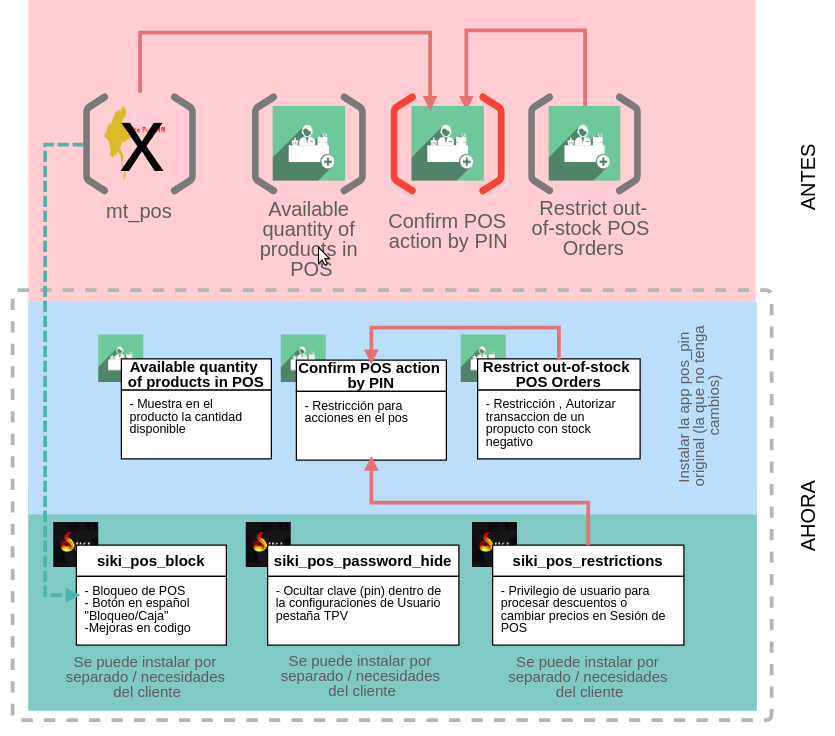 X
mt_pos
Available
quantity of
products in
POS
Confirm POS
action by PIN
Restrict out-
of-stock POS
Orders
ANTES
Available quantity
of products in POS
- Muestra en el
producto la cantidad
disponible
Confirm POS action
by PIN
- Restricción para
acciones en el pos
Restrict out-of-stock
POS Orders
- Restricción , Autorizar
transaccion de un
propucto con stock
negativo
Instalar la app pos_pin
original (la que no tenga
cambios)
AHORA
siki_pos_block
- Bloqueo de POS
- Botón en español
"Bloqueo/Caja"
-Mejoras en codigo
Se puede instalar por
separado / necesidades
del cliente
siki_pos_password_hide
- Ocultar clave (pin) dentro de
la configuraciones de Usuario
pestaña TPV
Se puede instalar por
separado / necesidades
del cliente
siki_pos_restrictions
- Privilegio de usuario para
procesar descuentos o
cambiar precios en Sesión de
POS
Se puede instalar por
separado / necesidades
del cliente